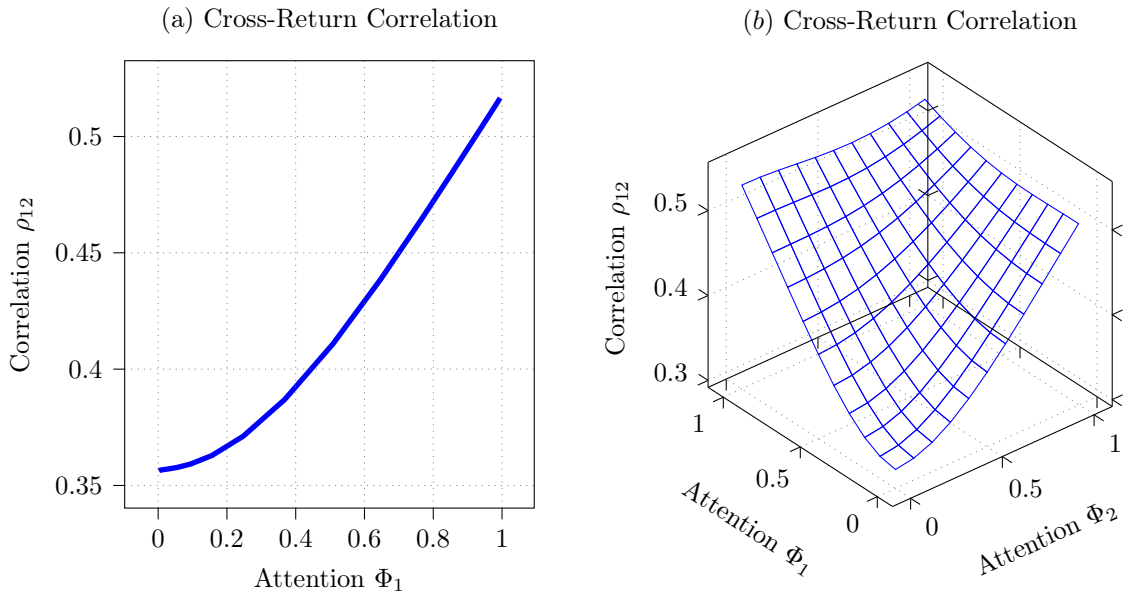 (a) Cross-Return Correlation
0.5
0.45
0.4
0.35
0 0.2 0.4 0.6 0.8 1
Correlation ρ₁₂
Attention Φ₁
(b) Cross-Return Correlation
0.5
0.4
0.3
1 0.5 0
0 0.5 1
Correlation ρ₁₂
Attention Φ₁
Attention Φ₂